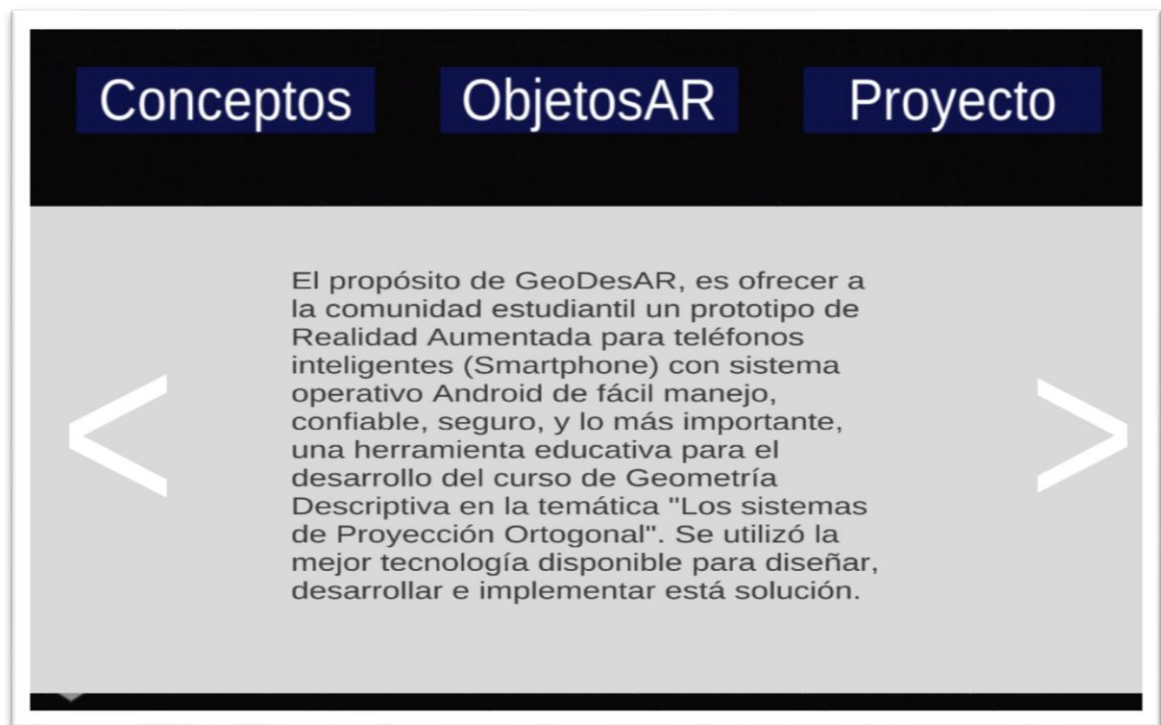 Conceptos ObjetosAR Proyecto
El propósito de GeoDesAR, es ofrecer a
la comunidad estudiantil un prototipo de
Realidad Aumentada para teléfonos
inteligentes (Smartphone) con sistema
operativo Android de fácil manejo,
confiable, seguro, y lo más importante,
una herramienta educativa para el
desarrollo del curso de Geometría
Descriptiva en la temática "Los sistemas
de Proyección Ortogonal". Se utilizó la
mejor tecnología disponible para diseñar,
desarrollar e implementar está solución.
< >